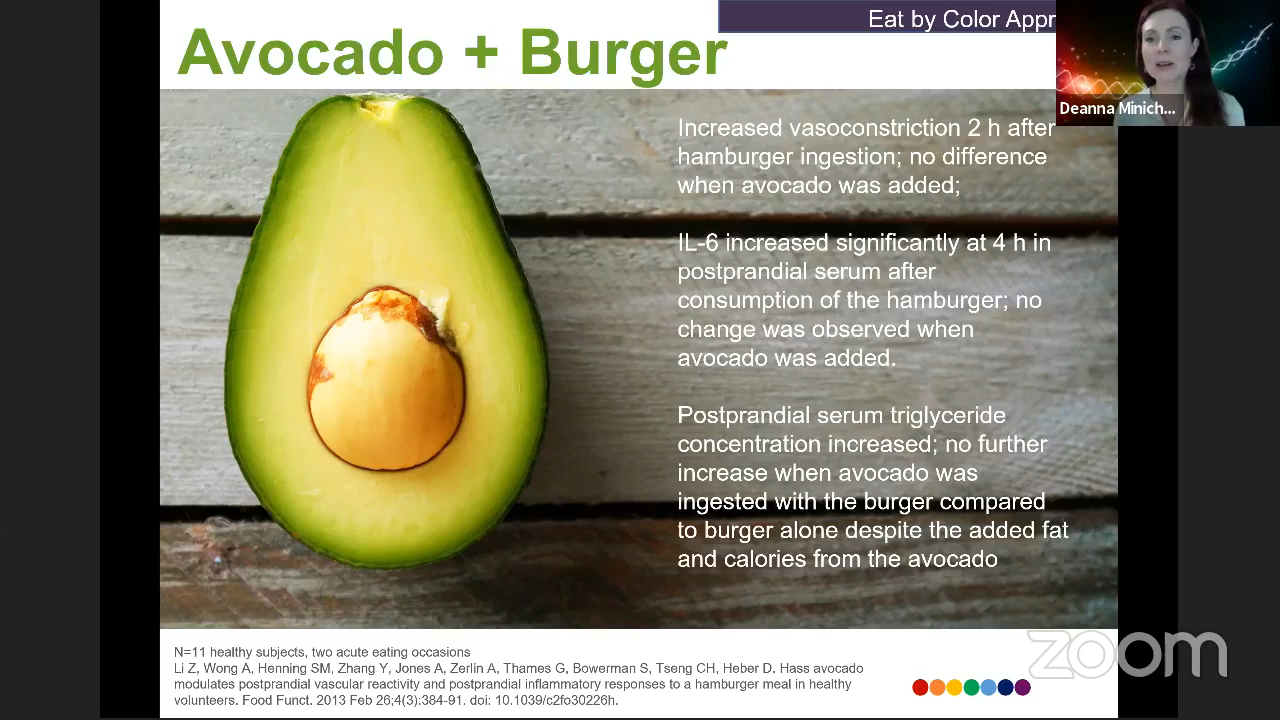 Eat by Color Appr
Avocado + Burger
Deanna Minich...
Increased vasoconstriction 2 h after
hamburger ingestion; no difference
when avocado was added;
IL-6 increased significantly at 4 h in
postprandial serum after
consumption of the hamburger; no
change was observed when
avocado was added.
Postprandial serum triglyceride
concentration increased; no further
increase when avocado was
ingested with the burger compared
to burger alone despite the added fat
and calories from the avocado
N=11 healthy subjects, two acute eating occasions
Li Z, Wong A, Henning SM, Zhang Y, Jones A, Zerlin A, Thames G, Bowerman S, Tseng CH, Heber D. Hass avocado
modulates postprandial vascular reactivity and postprandial inflammatory responses to a hamburger meal in healthy
volunteers. Food Funct. 2013 Feb 26;4(3):384-91. doi: 10.1039/c2fo30226h.
zoom